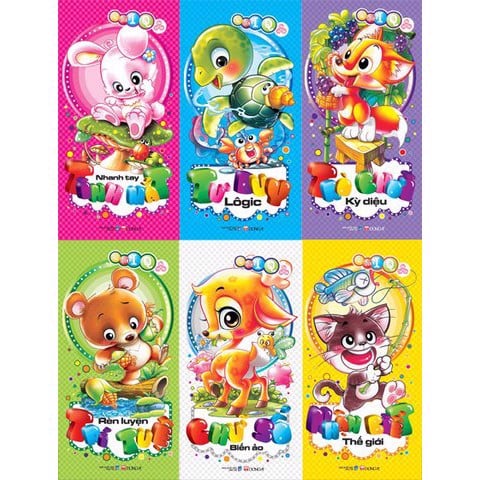 Nhanh tay
Tinh mắt
Tư duy
Lôgic
Trò chơi
Kỳ diệu
Rèn luyện
Trí tuệ
Chữ số
Biến ảo
Nhận biết
Thế giới